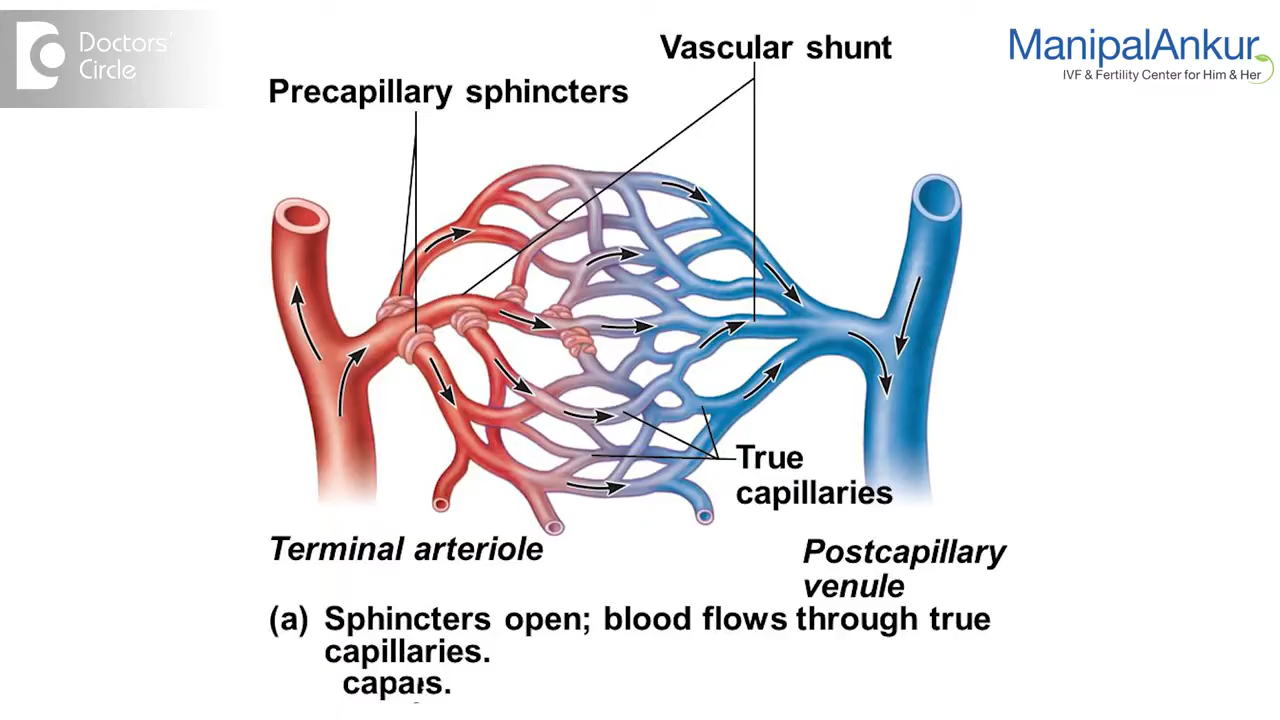 Doctors'
Circle
Vascular shunt
ManipalAnkur
IVF & Fertility Center for Him & Her
Precapillary sphincters
True
capillaries
Terminal arteriole
Postcapillary
venule
(a) Sphincters open; blood flows through true
capillaries.